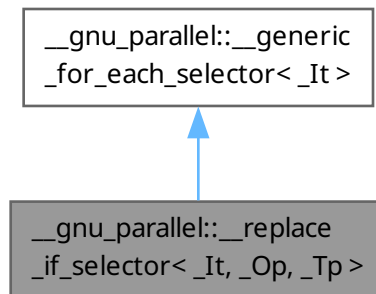 __gnu_parallel::__generic
_for_each_selector< _It >
__gnu_parallel::__replace
_if_selector< _It, _Op, _Tp >